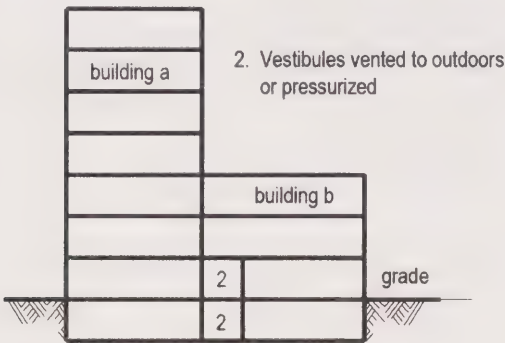 building a
2. Vestibules vented to outdoors
or pressurized
building b
2
grade
2